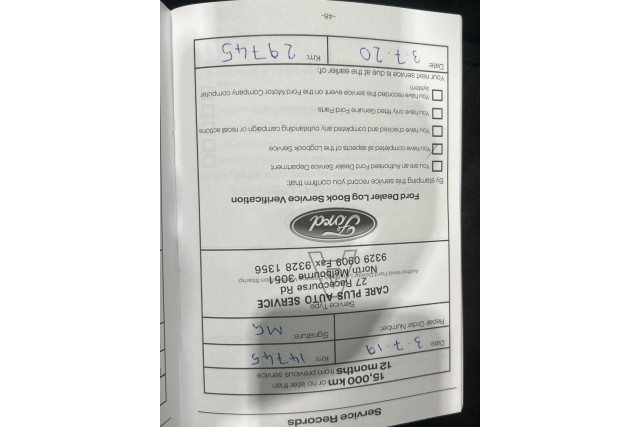 Service Records
15,000 km or no later than
12 months from previous service
Date 3.7.19 Km: 14745
Repair Order Number: Signature: MG
Service Type
CARE PLUS AUTO SERVICE
27 Racecourse Rd
North Melbourne 3051
Authorised Ford Dealer Stamp
9329 0909 Fax 9328 1356
Ford
Ford Dealer Log Book Service Verification
By stamping this service record you confirm that:
You are an Authorised Ford Dealer Service Department
You have completed all aspects of the Logbook Service
You have checked and completed any outstanding campaign or recall actions
You have only fitted Genuine Ford Parts
You have recorded this service event on the Ford Motor Company computer
system
Your next service is due at the earlier of:
Date: 3.7.20 Km: 29745
-48-